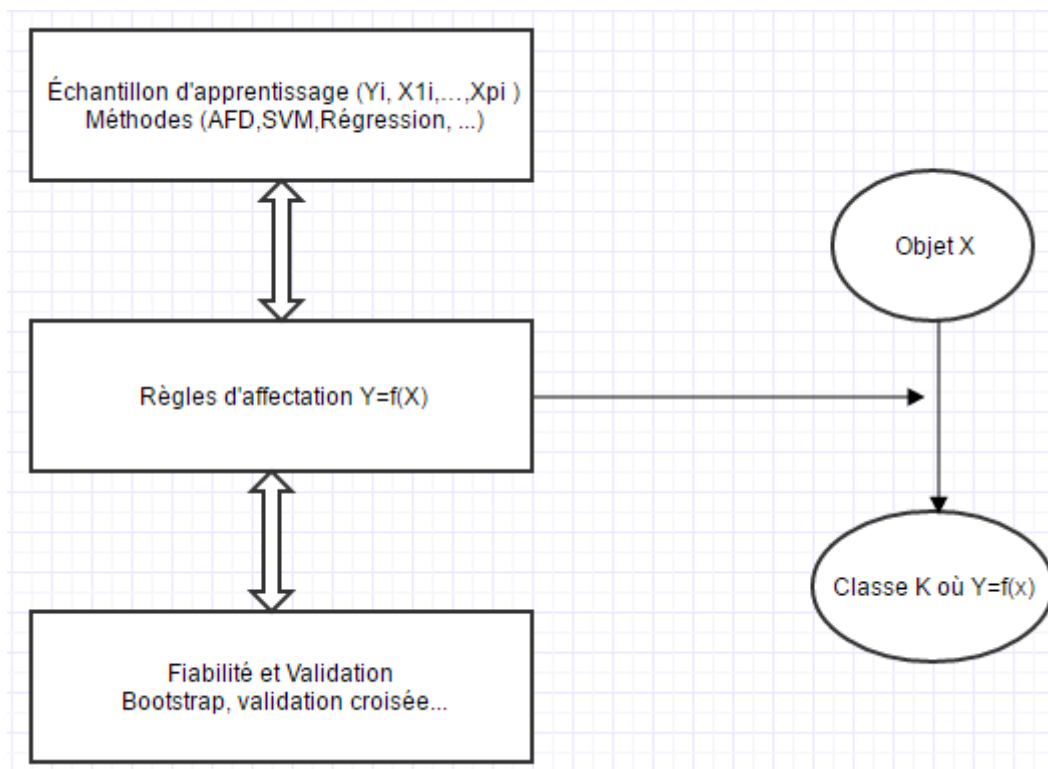 Échantillon d'apprentissage (Yi, X1i,...,Xpi )
Méthodes (AFD,SVM,Régression, ...)
Objet X
Règles d'affectation Y=f(X)
Classe K où Y=f(x)
Fiabilité et Validation
Bootstrap, validation croisée...